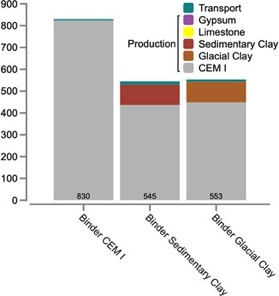 900
800
700
600
500
400
300
200
100
0
Transport
Gypsum
Limestone
Production
Sedimentary Clay
Glacial Clay
CEM I
830
545
553
Binder CEM I
Binder Sedimentary Clay
Binder Glacial Clay